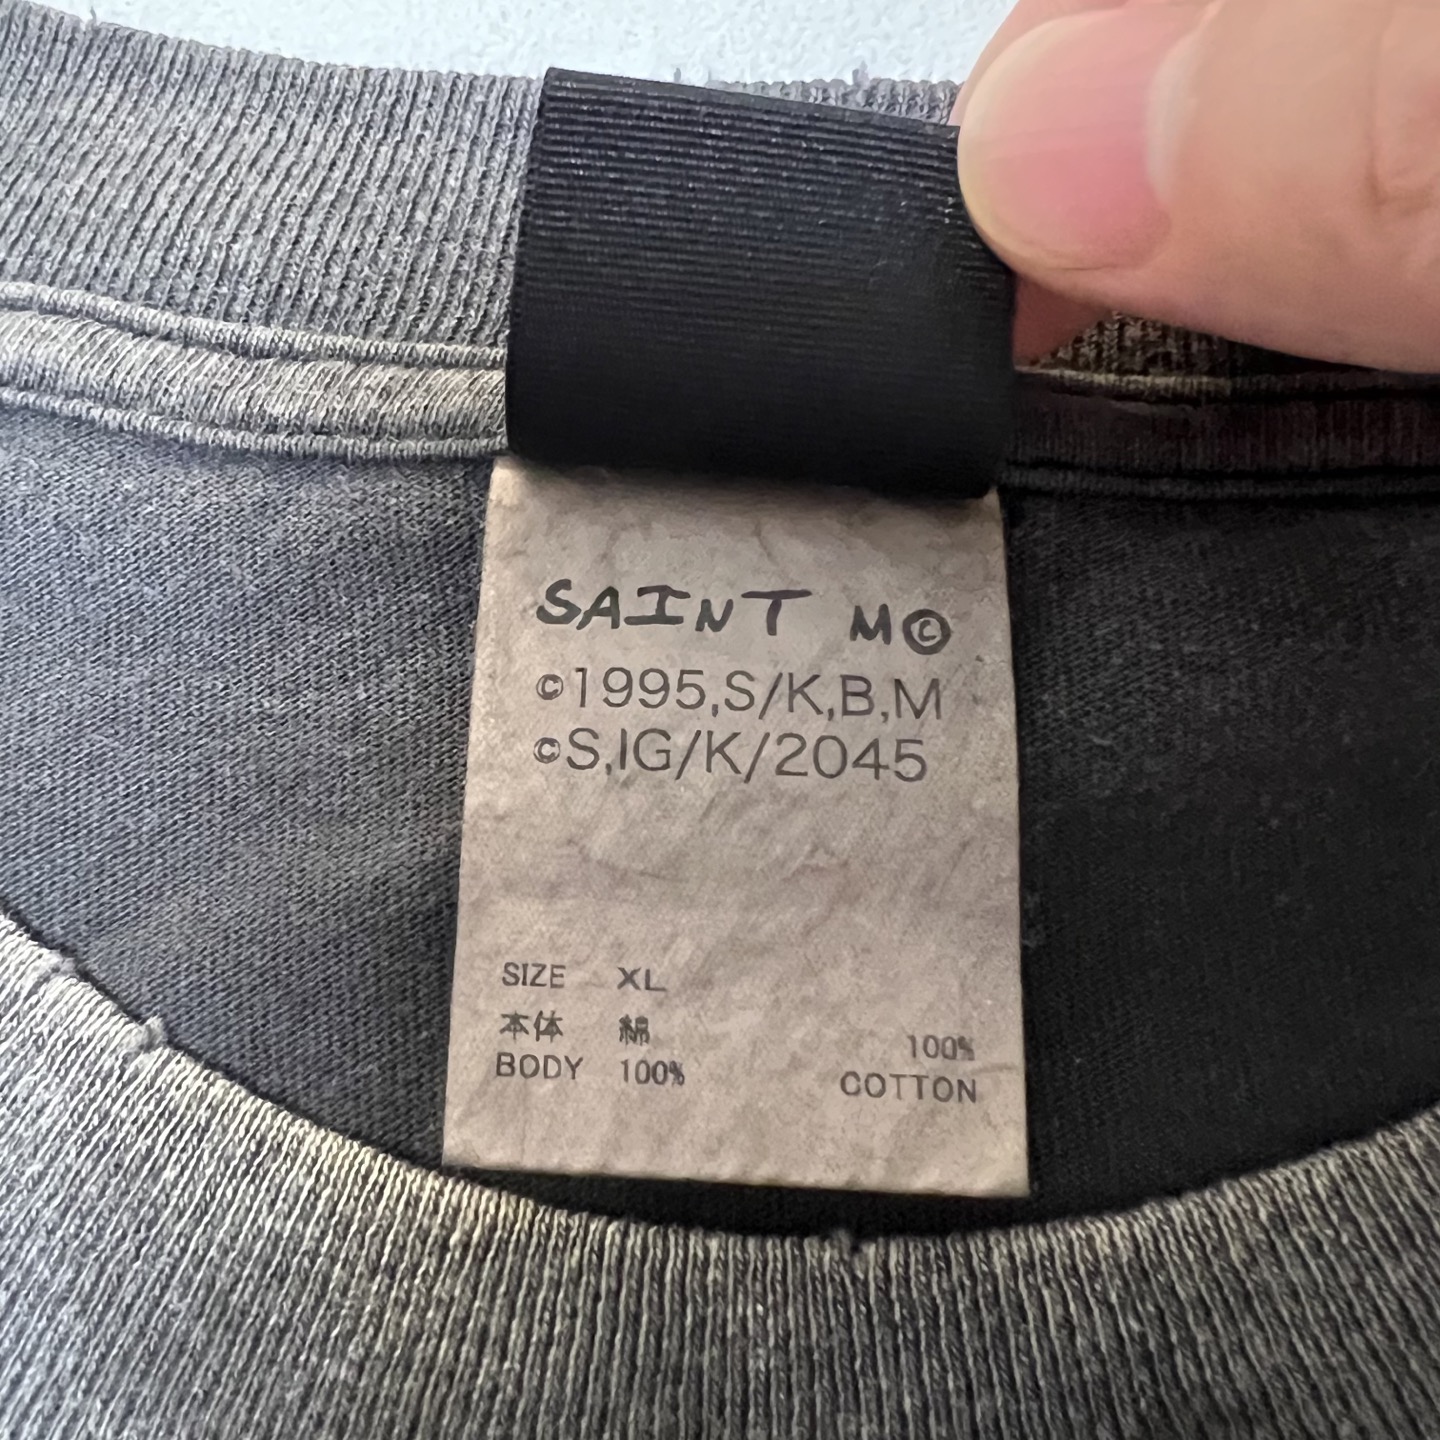 SAINT M©
©1995,S/K,B,M
©S,IG/K/2045
SIZE XL
本体 綿 100%
BODY 100% COTTON